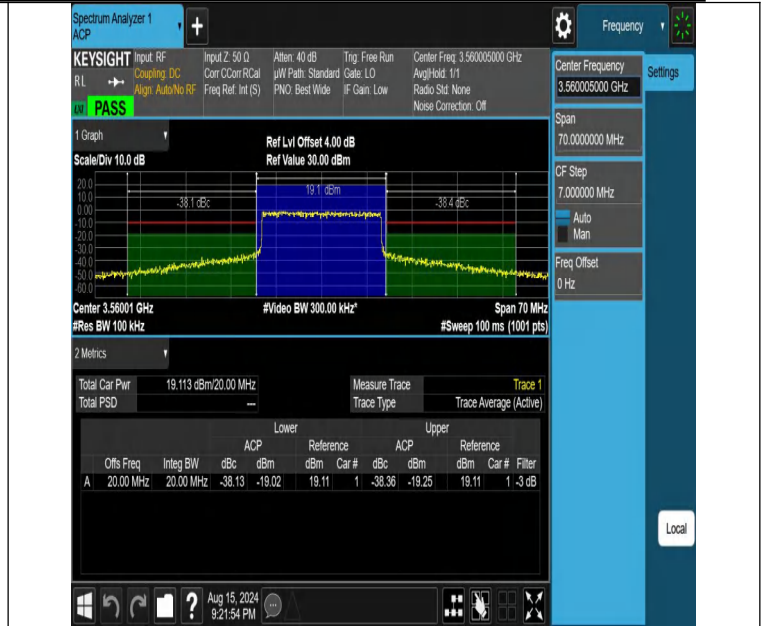 Spectrum Analyzer 1
ACP
+
Frequency
KEYSIGHT
RL
PASS
Input: RF
Coupling: DC
Align: Auto/No RF
Input Z: 50 Ω
Corr CCorr RCal
Freq Ref: Int (S)
Atten: 40 dB
µW Path: Standard
PNO: Best Wide
Trig: Free Run
Gate: LO
IF Gain: Low
Center Freq: 3.560005000 GHz
Avg|Hold: 1/1
Radio Std: None
Noise Correction: Off
Center Frequency
3.560005000 GHz
Settings
Span
70.0000000 MHz
CF Step
7.000000 MHz
Auto
Man
Freq Offset
0 Hz
Local
1 Graph
Scale/Div 10.0 dB
Ref Lvl Offset 4.00 dB
Ref Value 30.00 dBm
20.0
10.0
0.00
-10.0
-20.0
-30.0
-40.0
-50.0
-60.0
-38.1 dBc
19.1 dBm
-38.4 dBc
Center 3.56001 GHz
#Video BW 300.00 kHz*
Span 70 MHz
#Res BW 100 kHz
#Sweep 100 ms (1001 pts)
2 Metrics
Total Car Pwr 19.113 dBm/20.00 MHz
Total PSD ---
Measure Trace Trace 1
Trace Type Trace Average (Active)
Lower Upper
ACP Reference ACP Reference
Offs Freq Integ BW dBc dBm dBm Car # dBc dBm dBm Car # Filter
A 20.00 MHz 20.00 MHz -38.13 -19.02 19.11 1 -38.36 -19.25 19.11 1 -3 dB
?
Aug 15, 2024
9:21:54 PM